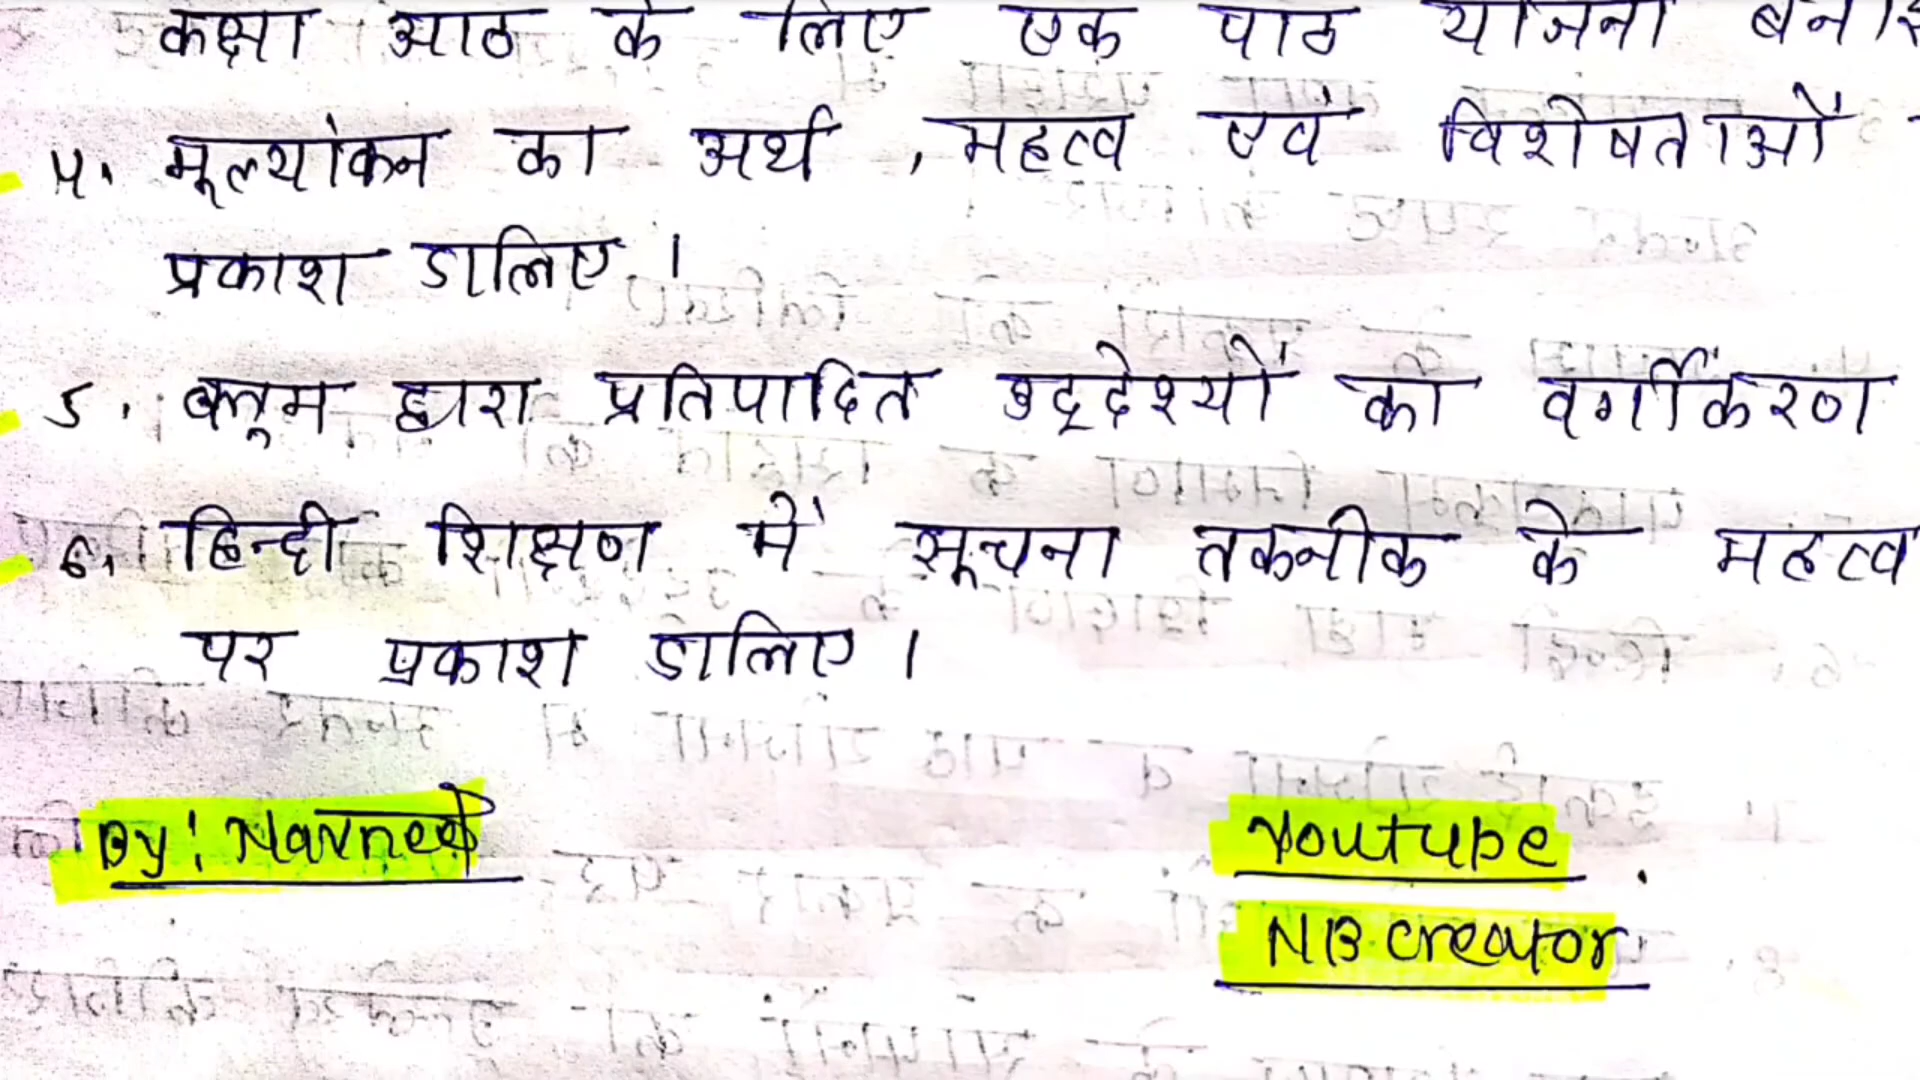 कक्षा आठ के लिए एक पाठ योजना
4. मूल्यांकन का अर्थ, महत्व एवं विशेषताओं
प्रकाश डालिए।
5. ब्लूम द्वारा प्रतिपादित उद्देश्यों का वर्गीकरण
6. हिन्दी शिक्षण में सूचना तकनीक के महत्व
पर प्रकाश डालिए।
By: Navneet
Youtube
NB creator